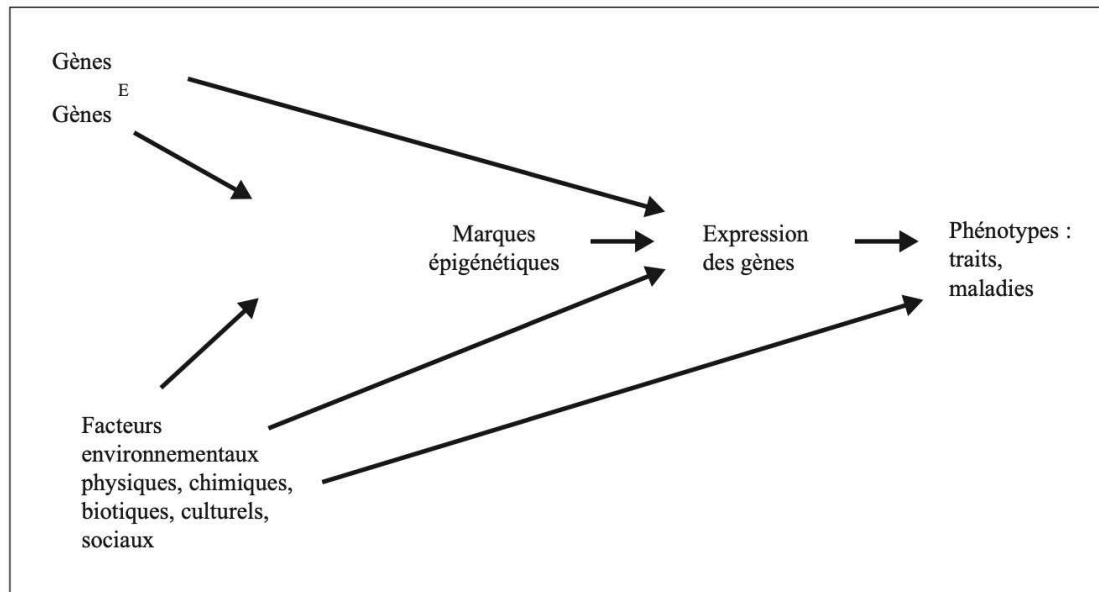 Gènes
E
Gènes
Marques
épigénétiques
Expression
des gènes
Phénotypes :
traits,
maladies
Facteurs
environnementaux
physiques, chimiques,
biotiques, culturels,
sociaux